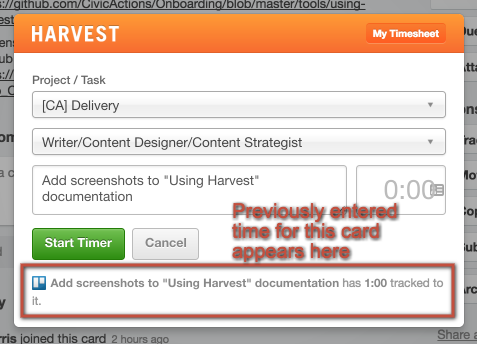 s://github.com/CivicActions/Onboarding/blob/master/tools/using-
HARVEST
My Timesheet
Project / Task
[CA] Delivery
Writer/Content Designer/Content Strategist
Add screenshots to "Using Harvest"
documentation
0:00
Previously entered
time for this card
appears here
Start Timer
Cancel
Add screenshots to "Using Harvest" documentation has 1:00 tracked to
it.
rris joined this card 2 hours ago
Share a